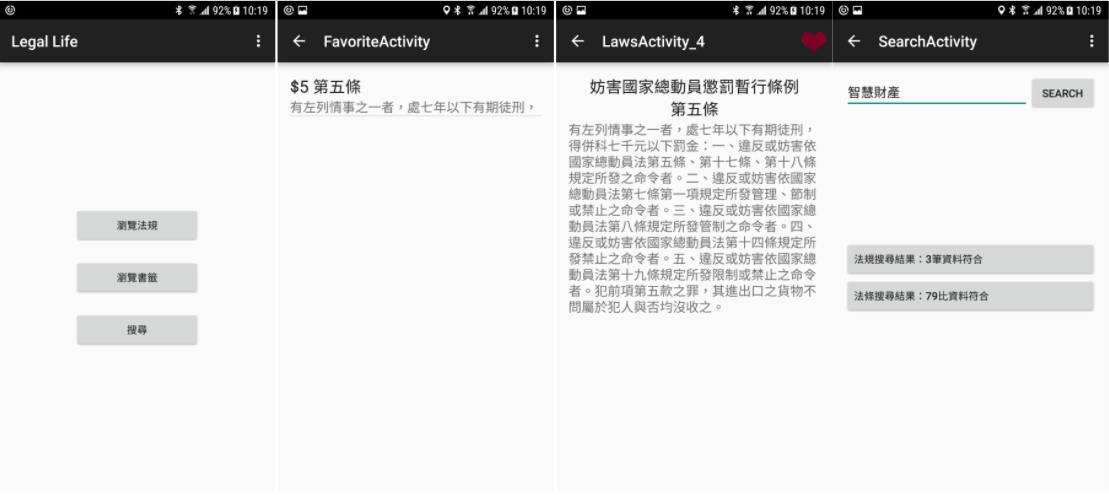 92% 10:19
Legal Life
瀏覽法規
瀏覽書籤
搜尋
92% 10:19
FavoriteActivity
$5 第五條
有左列情事之一者，處七年以下有期徒刑，
92% 10:19
LawsActivity_4
妨害國家總動員懲罰暫行條例
第五條
有左列情事之一者，處七年以下有期徒刑，
得併科七千元以下罰金：一、違反或妨害依
國家總動員法第五條、第十七條、第十八條
規定所發之命令者。二、違反或妨害依國家
總動員法第七條第一項規定所發管理、節制
或禁止之命令者。三、違反或妨害依國家總
動員法第八條規定所發管制之命令者。四、
違反或妨害依國家總動員法第十四條規定所
發禁止之命令者。五、違反或妨害依國家總
動員法第十九條規定所發限制或禁止之命令
者。犯前項第五款之罪，其進出口之貨物不
問屬於犯人與否均沒收之。
92% 10:19
SearchActivity
智慧財產
SEARCH
法規搜尋結果：3筆資料符合
法條搜尋結果：79比資料符合